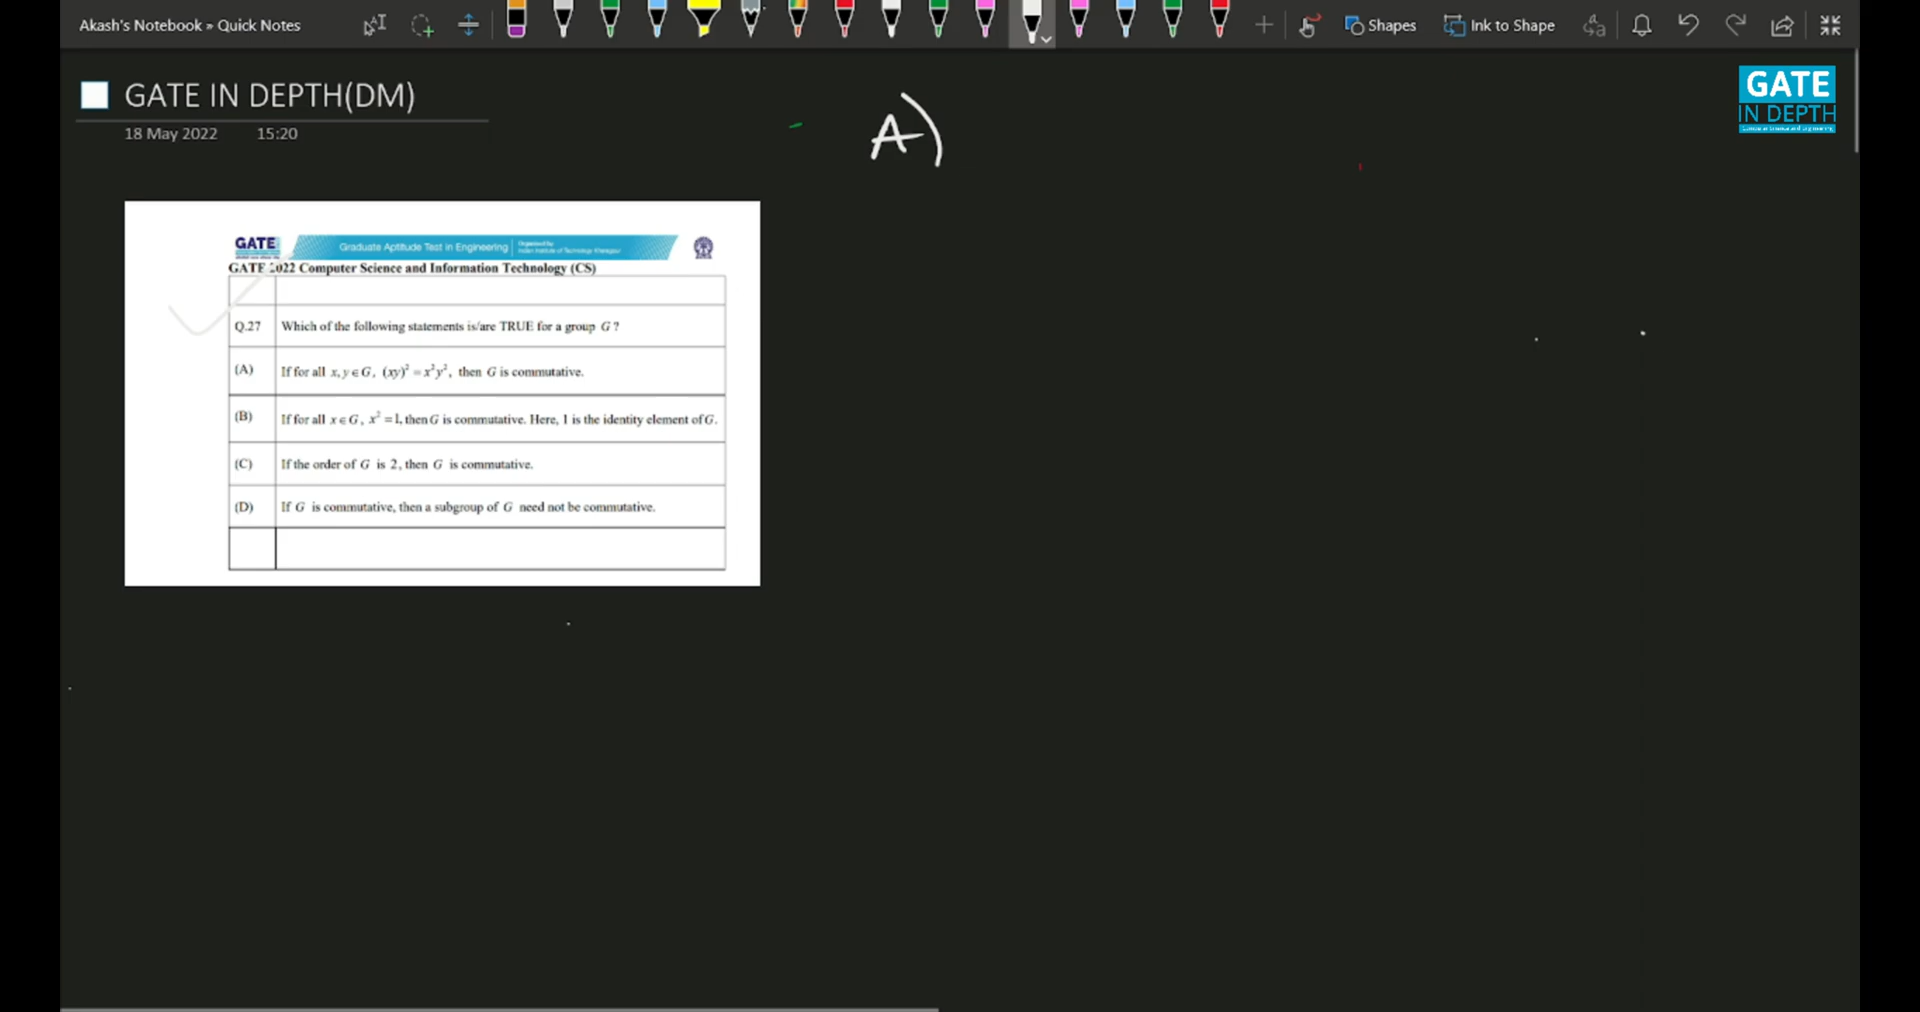 Akash's Notebook » Quick Notes
Shapes
Ink to Shape
GATE IN DEPTH(DM)
18 May 2022 15:20
A)
GATE
IN DEPTH
GATE
Graduate Aptitude Test in Engineering
Organised by
GATE 2022 Computer Science and Information Technology (CS)
Q.27 Which of the following statements is/are TRUE for a group G?
(A) If for all x, y ∈ G, (xy)² = x²y², then G is commutative.
(B) If for all x ∈ G, x² = 1, then G is commutative. Here, 1 is the identity element of G.
(C) If the order of G is 2, then G is commutative.
(D) If G is commutative, then a subgroup of G need not be commutative.